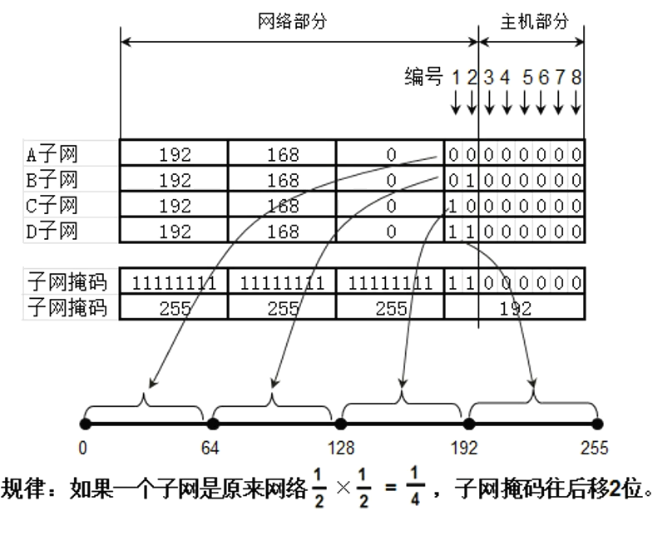 网络部分 主机部分
编号 1 2 3 4 5 6 7 8
A子网 192 168 0 0 0 0 0 0 0 0 0
B子网 192 168 0 0 1 0 0 0 0 0 0
C子网 192 168 0 1 0 0 0 0 0 0 0
D子网 192 168 0 1 1 0 0 0 0 0 0
子网掩码 11111111 11111111 11111111 1 1 0 0 0 0 0 0
子网掩码 255 255 255 192
0 64 128 192 255
规律：如果一个子网是原来网络1/2×1/2=1/4，子网掩码往后移2位。